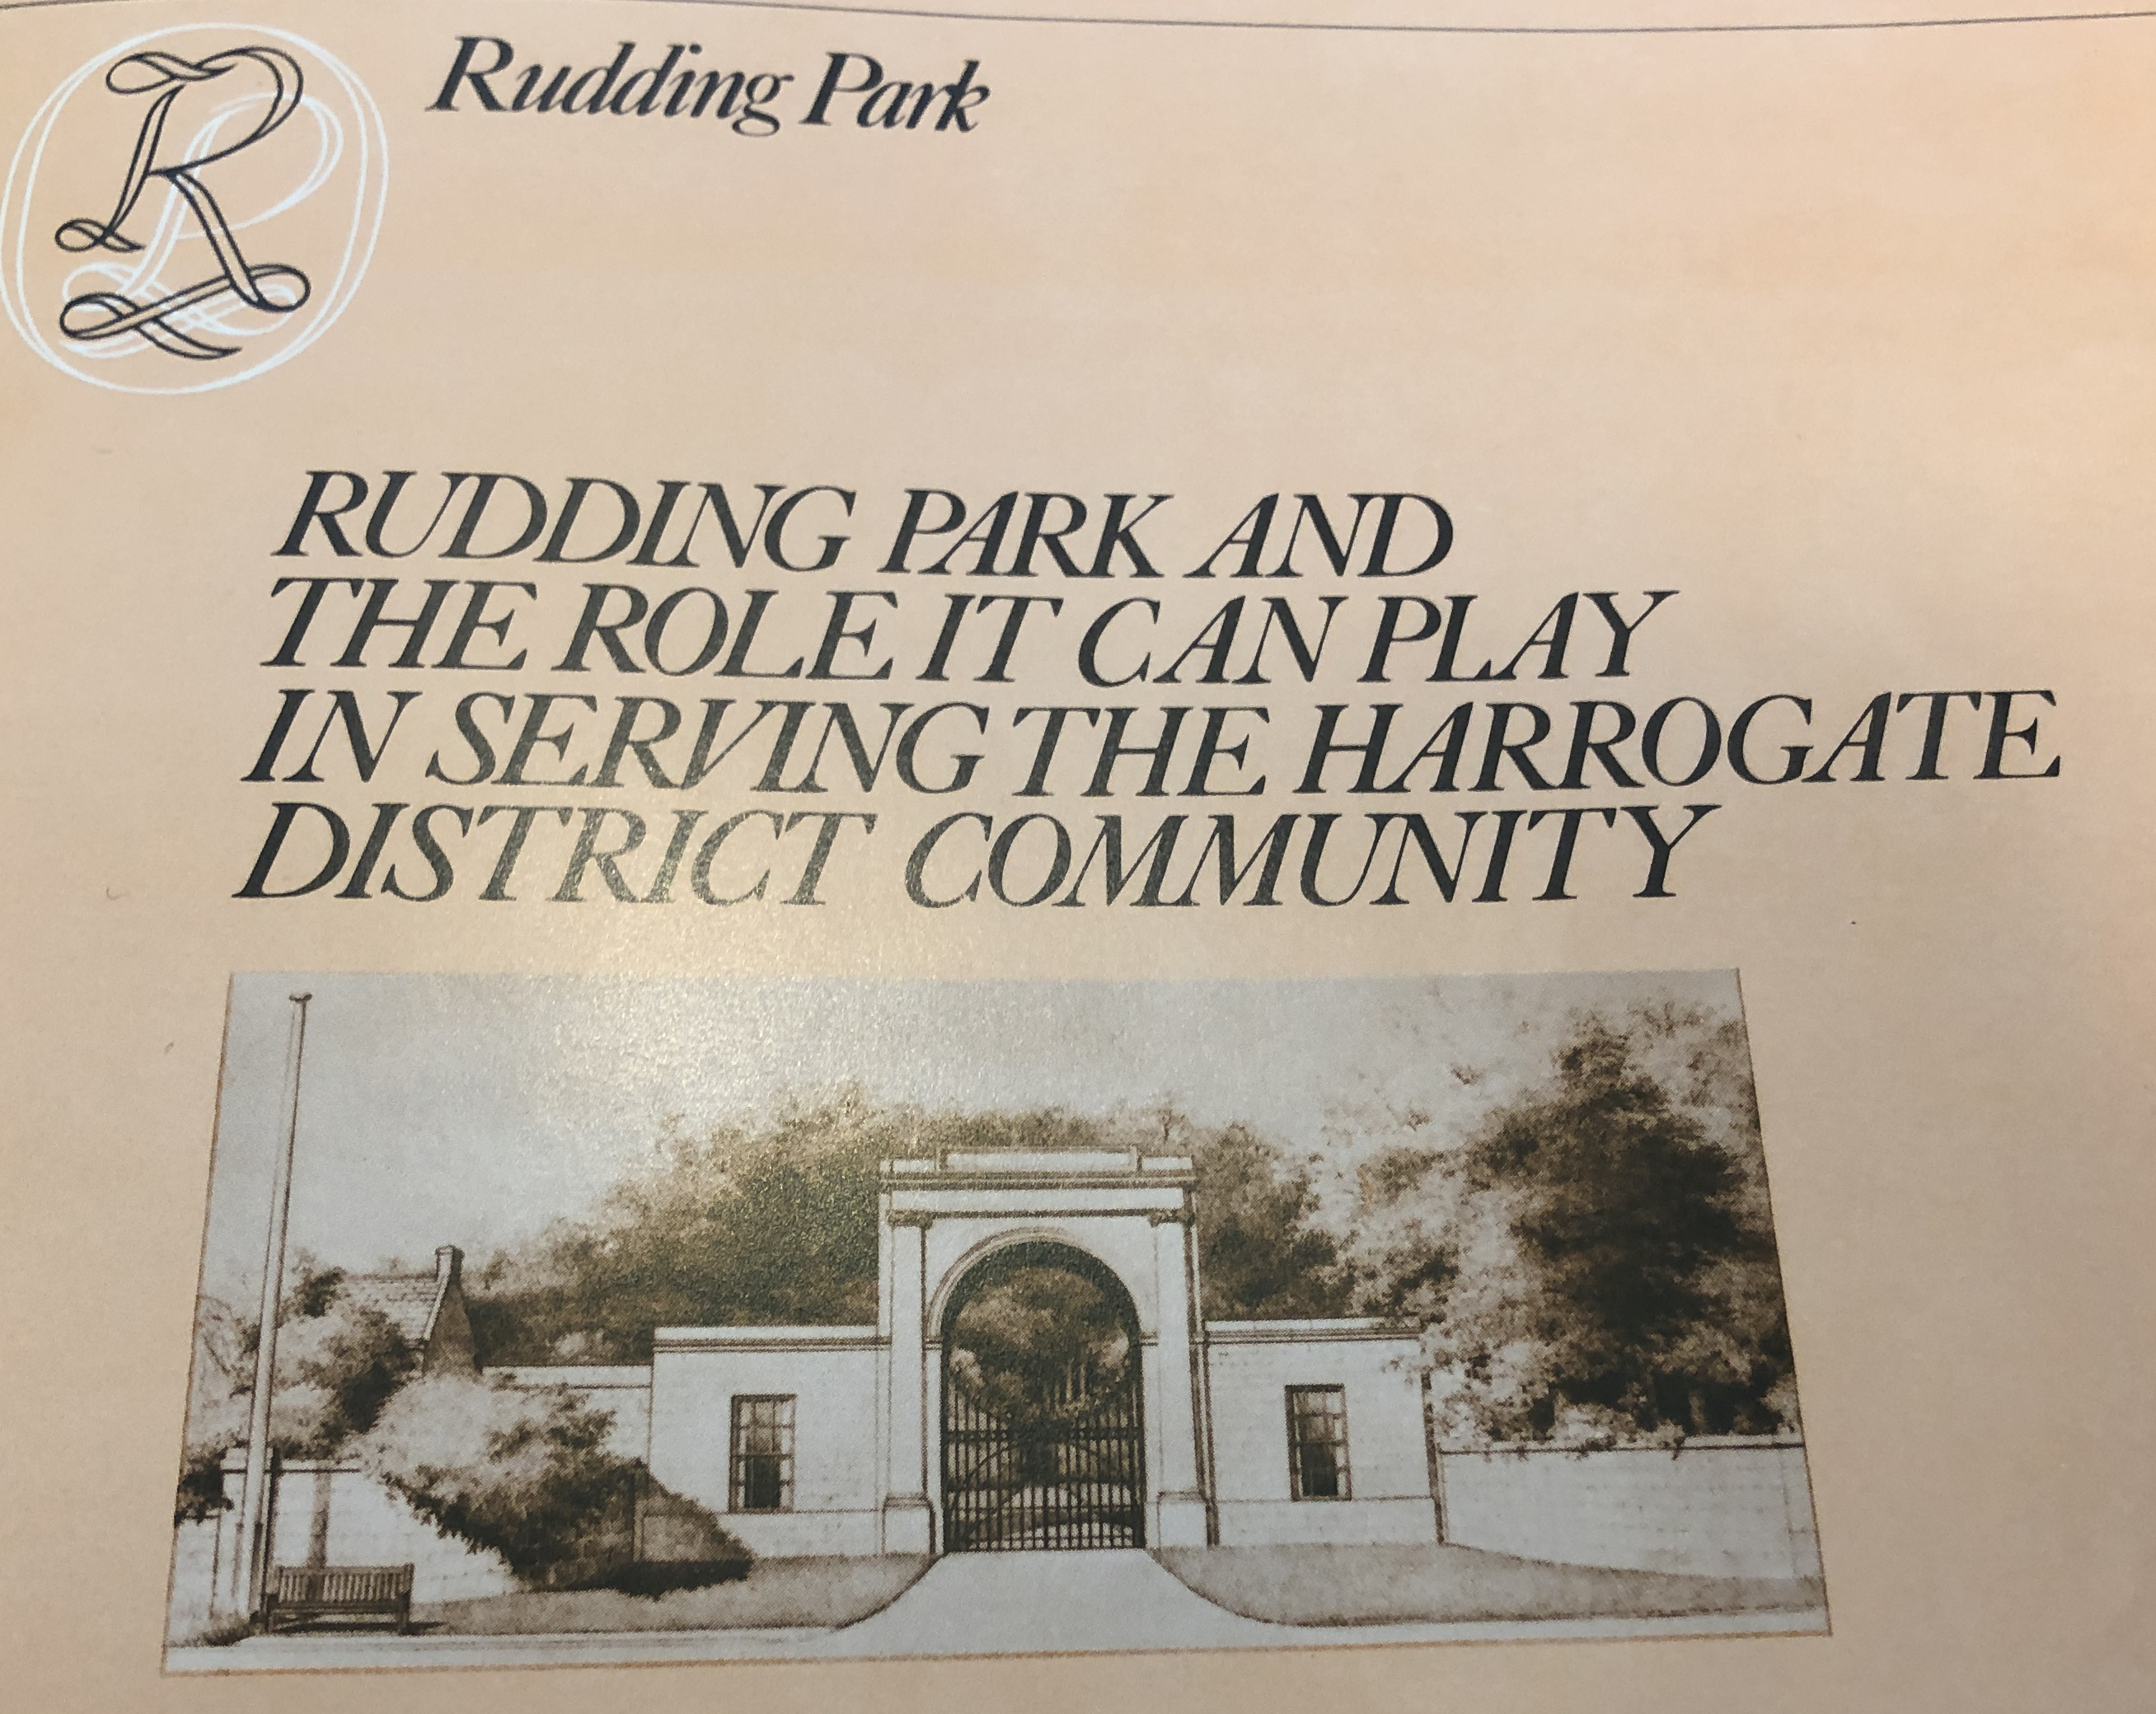 R
Rudding Park
RUDDING PARK AND
THE ROLE IT CAN PLAY
IN SERVING THE HARROGATE
DISTRICT COMMUNITY